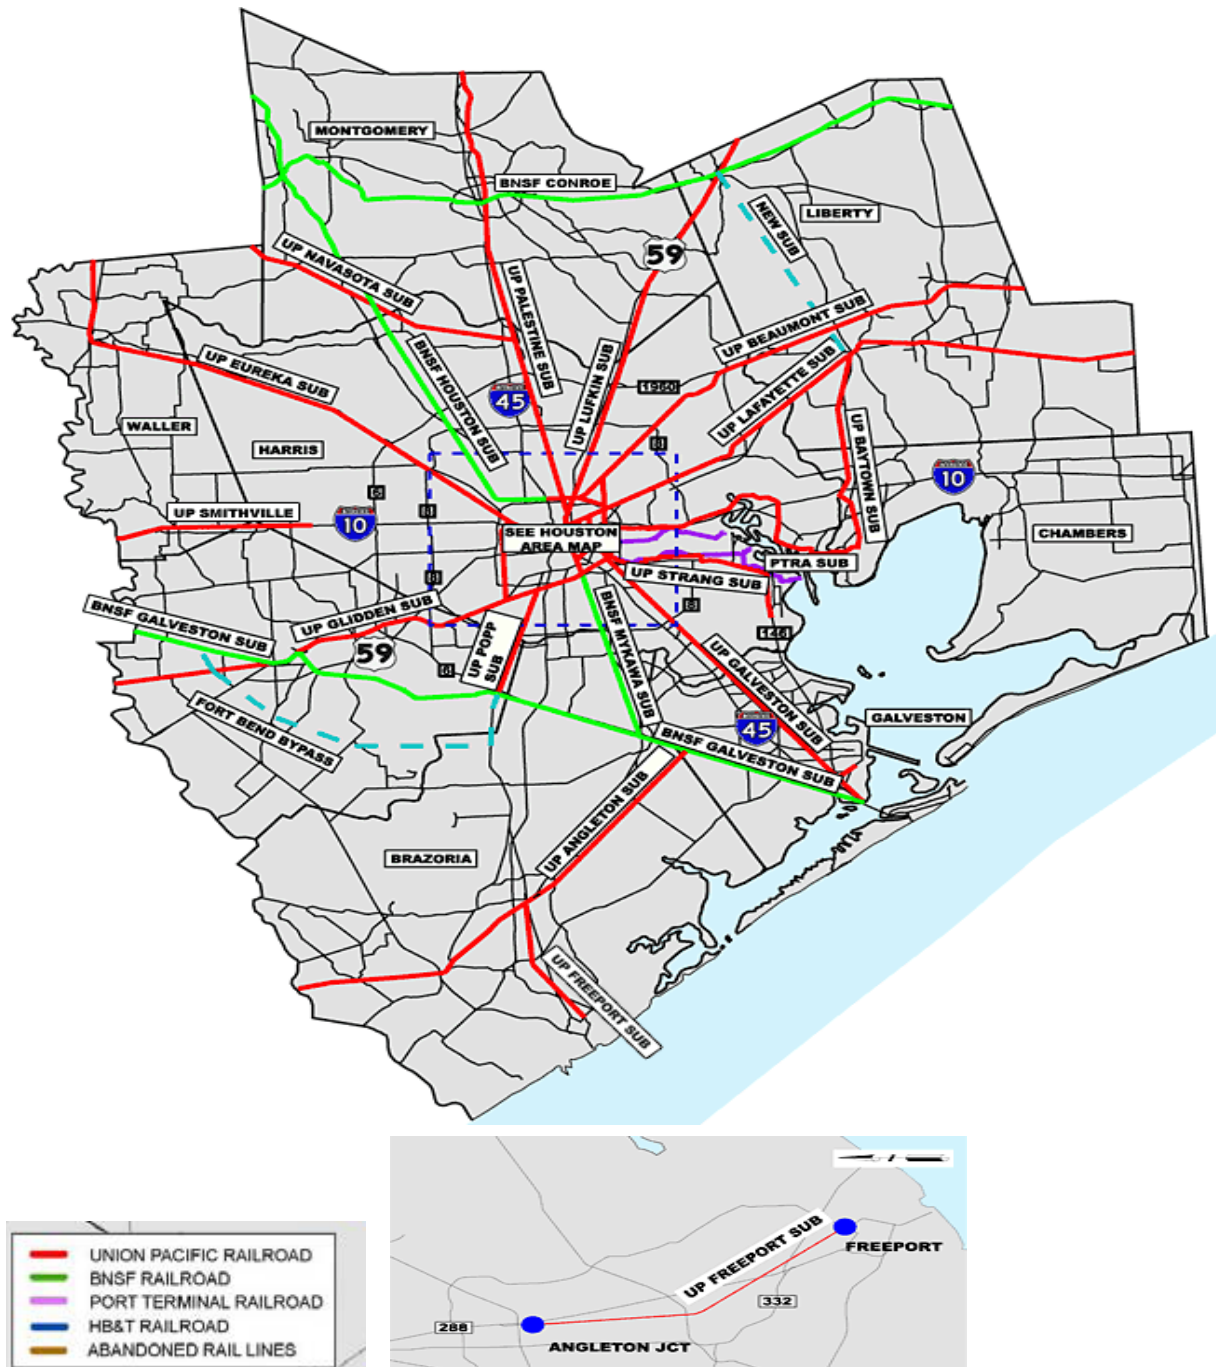 MONTGOMERY
BNSF CONROE
NEW SUB
LIBERTY
59
UP NAVASOTA SUB
UP PALESTINE SUB
UP BEAUMONT SUB
UP EUREKA SUB
BNSF HOUSTON SUB
45
UP LUFKIN SUB
1960
UP LAFAYETTE SUB
WALLER
HARRIS
8
UP BAYTOWN SUB
10
6
8
UP SMITHVILLE
10
SEE HOUSTON
AREA MAP
CHAMBERS
PTRA SUB
8
UP STRANG SUB
8
BNSF GALVESTON SUB
UP GLIDDEN SUB
BNSF MYKAWA SUB
146
59
6
UP POPP
SUB
UP GALVESTON SUB
FORT BEND BYPASS
45
GALVESTON
BNSF GALVESTON SUB
UP ANGLETON SUB
BRAZORIA
UP FREEPORT SUB
UNION PACIFIC RAILROAD
BNSF RAILROAD
PORT TERMINAL RAILROAD
HB&T RAILROAD
ABANDONED RAIL LINES
UP FREEPORT SUB
FREEPORT
332
288
ANGLETON JCT